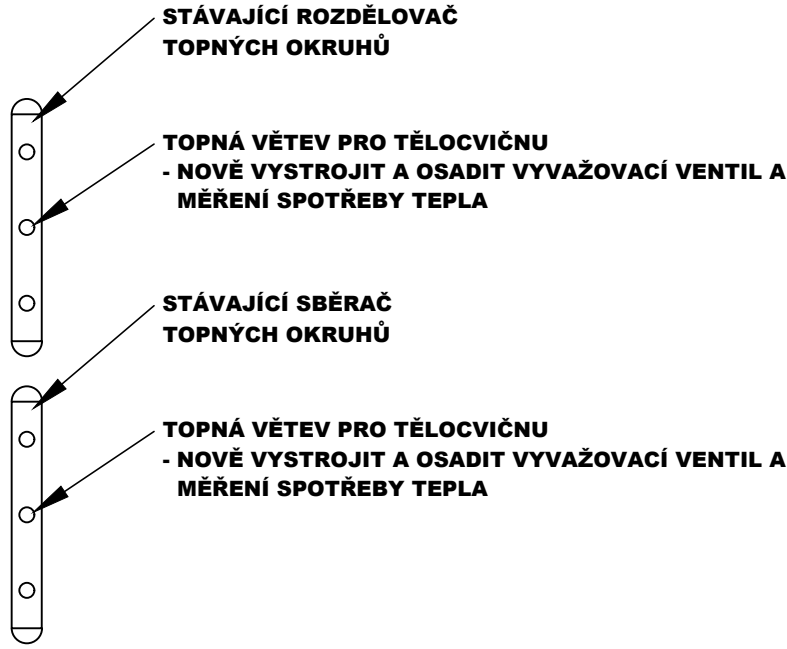 STÁVAJÍCÍ ROZDĚLOVAČ
TOPNÝCH OKRUHŮ
TOPNÁ VĚTEV PRO TĚLOCVIČNU
- NOVĚ VYSTROJIT A OSADIT VYVAŽOVACÍ VENTIL A
MĚŘENÍ SPOTŘEBY TEPLA
STÁVAJÍCÍ SBĚRAČ
TOPNÝCH OKRUHŮ
TOPNÁ VĚTEV PRO TĚLOCVIČNU
- NOVĚ VYSTROJIT A OSADIT VYVAŽOVACÍ VENTIL A
MĚŘENÍ SPOTŘEBY TEPLA